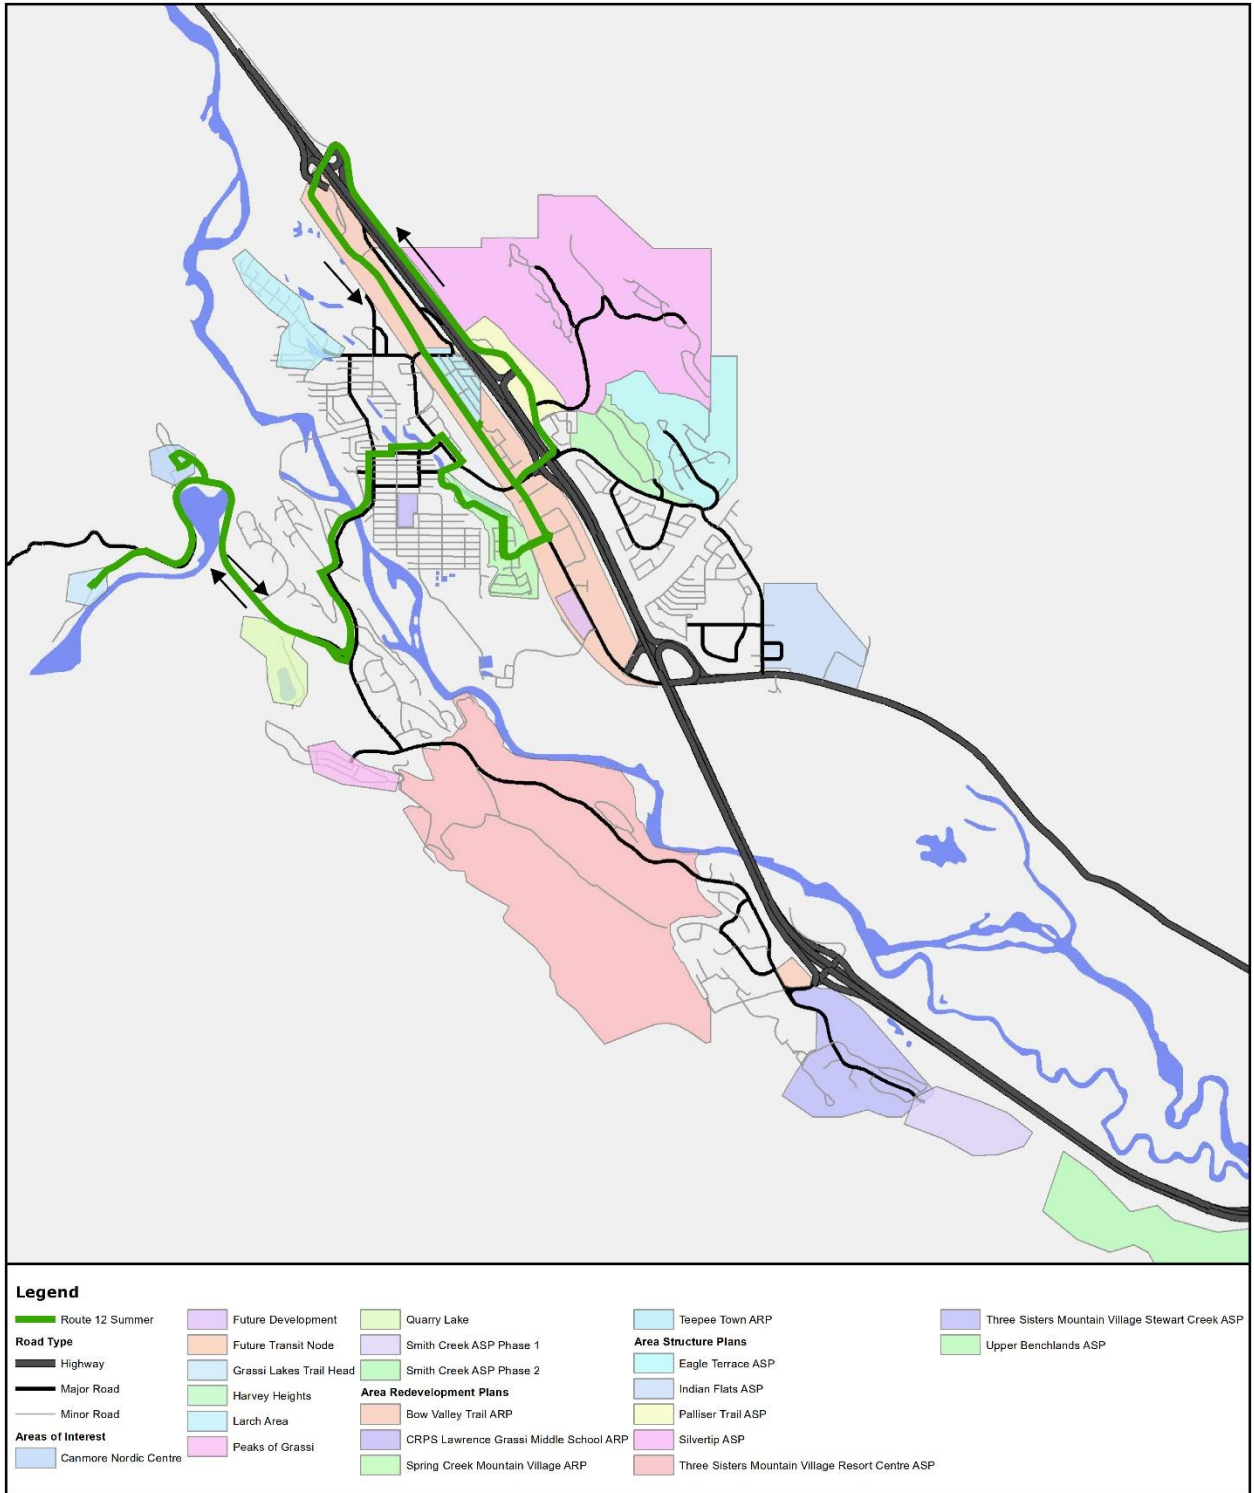 Legend
Route 12 Summer
Road Type
Highway
Major Road
Minor Road
Areas of Interest
Canmore Nordic Centre
Future Development
Future Transit Node
Grassi Lakes Trail Head
Harvey Heights
Larch Area
Peaks of Grassi
Quarry Lake
Smith Creek ASP Phase 1
Smith Creek ASP Phase 2
Area Redevelopment Plans
Bow Valley Trail ARP
CRPS Lawrence Grassi Middle School ARP
Spring Creek Mountain Village ARP
Teepee Town ARP
Area Structure Plans
Eagle Terrace ASP
Indian Flats ASP
Palliser Trail ASP
Silvertip ASP
Three Sisters Mountain Village Resort Centre ASP
Three Sisters Mountain Village Stewart Creek ASP
Upper Benchlands ASP